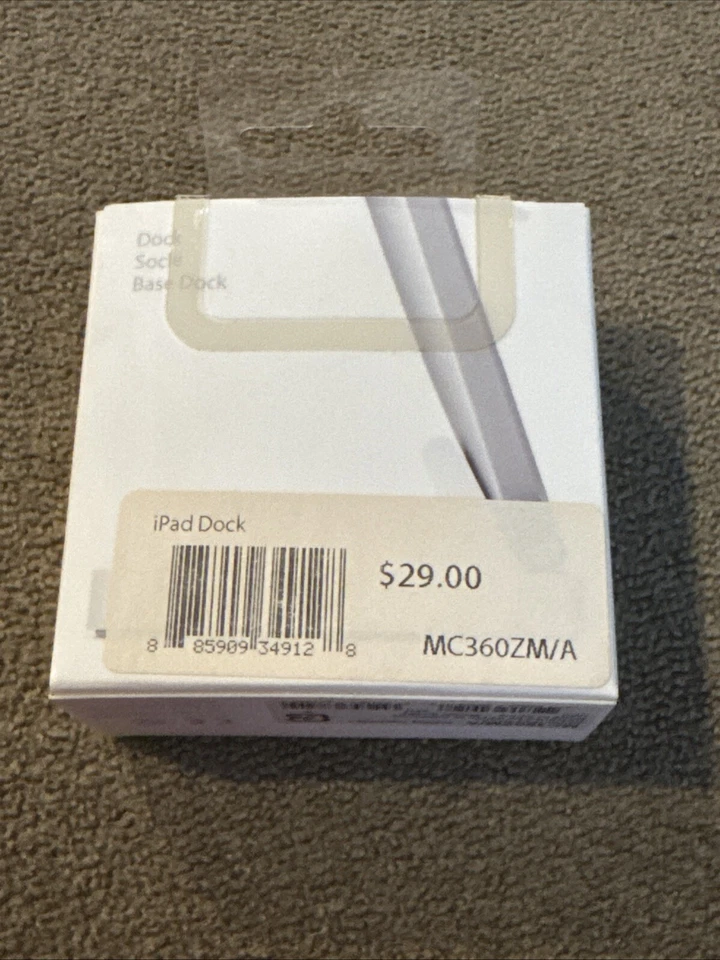 Dock
Socle
Base Dock
iPad Dock
$29.00
8 85909 34912 8
MC360ZM/A